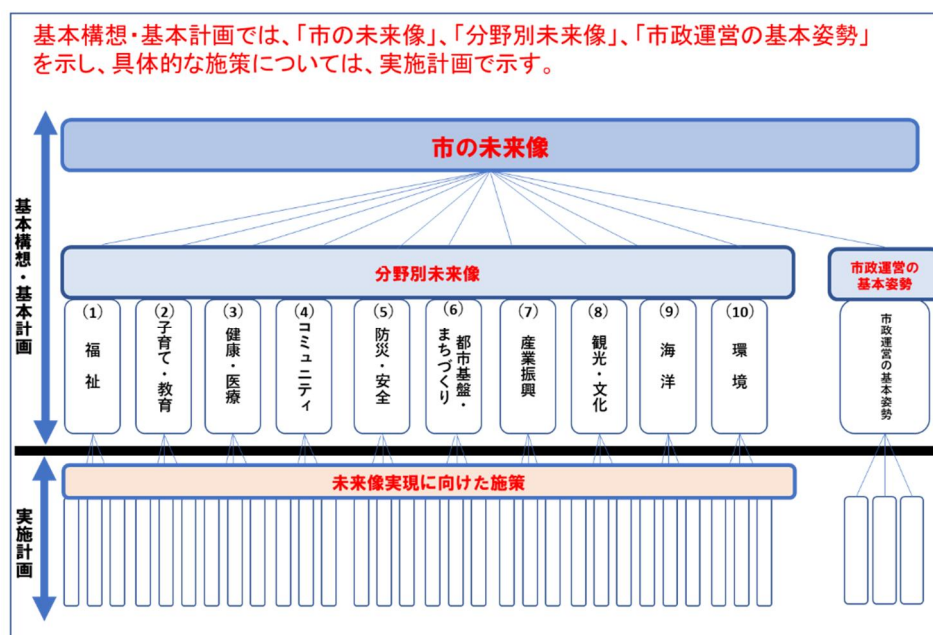 基本構想・基本計画では、「市の未来像」、「分野別未来像」、「市政運営の基本姿勢」
を示し、具体的な施策については、実施計画で示す。
基本構想・基本計画
市の未来像
分野別未来像
市政運営の
基本姿勢
(1)
福祉
(2)
子育て・教育
(3)
健康・医療
(4)
コミュニティ
(5)
防災・安全
(6)
都市基盤・
まちづくり
(7)
産業振興
(8)
観光・文化
(9)
海洋
(10)
環境
市政運営の基本姿勢
実施計画
未来像実現に向けた施策